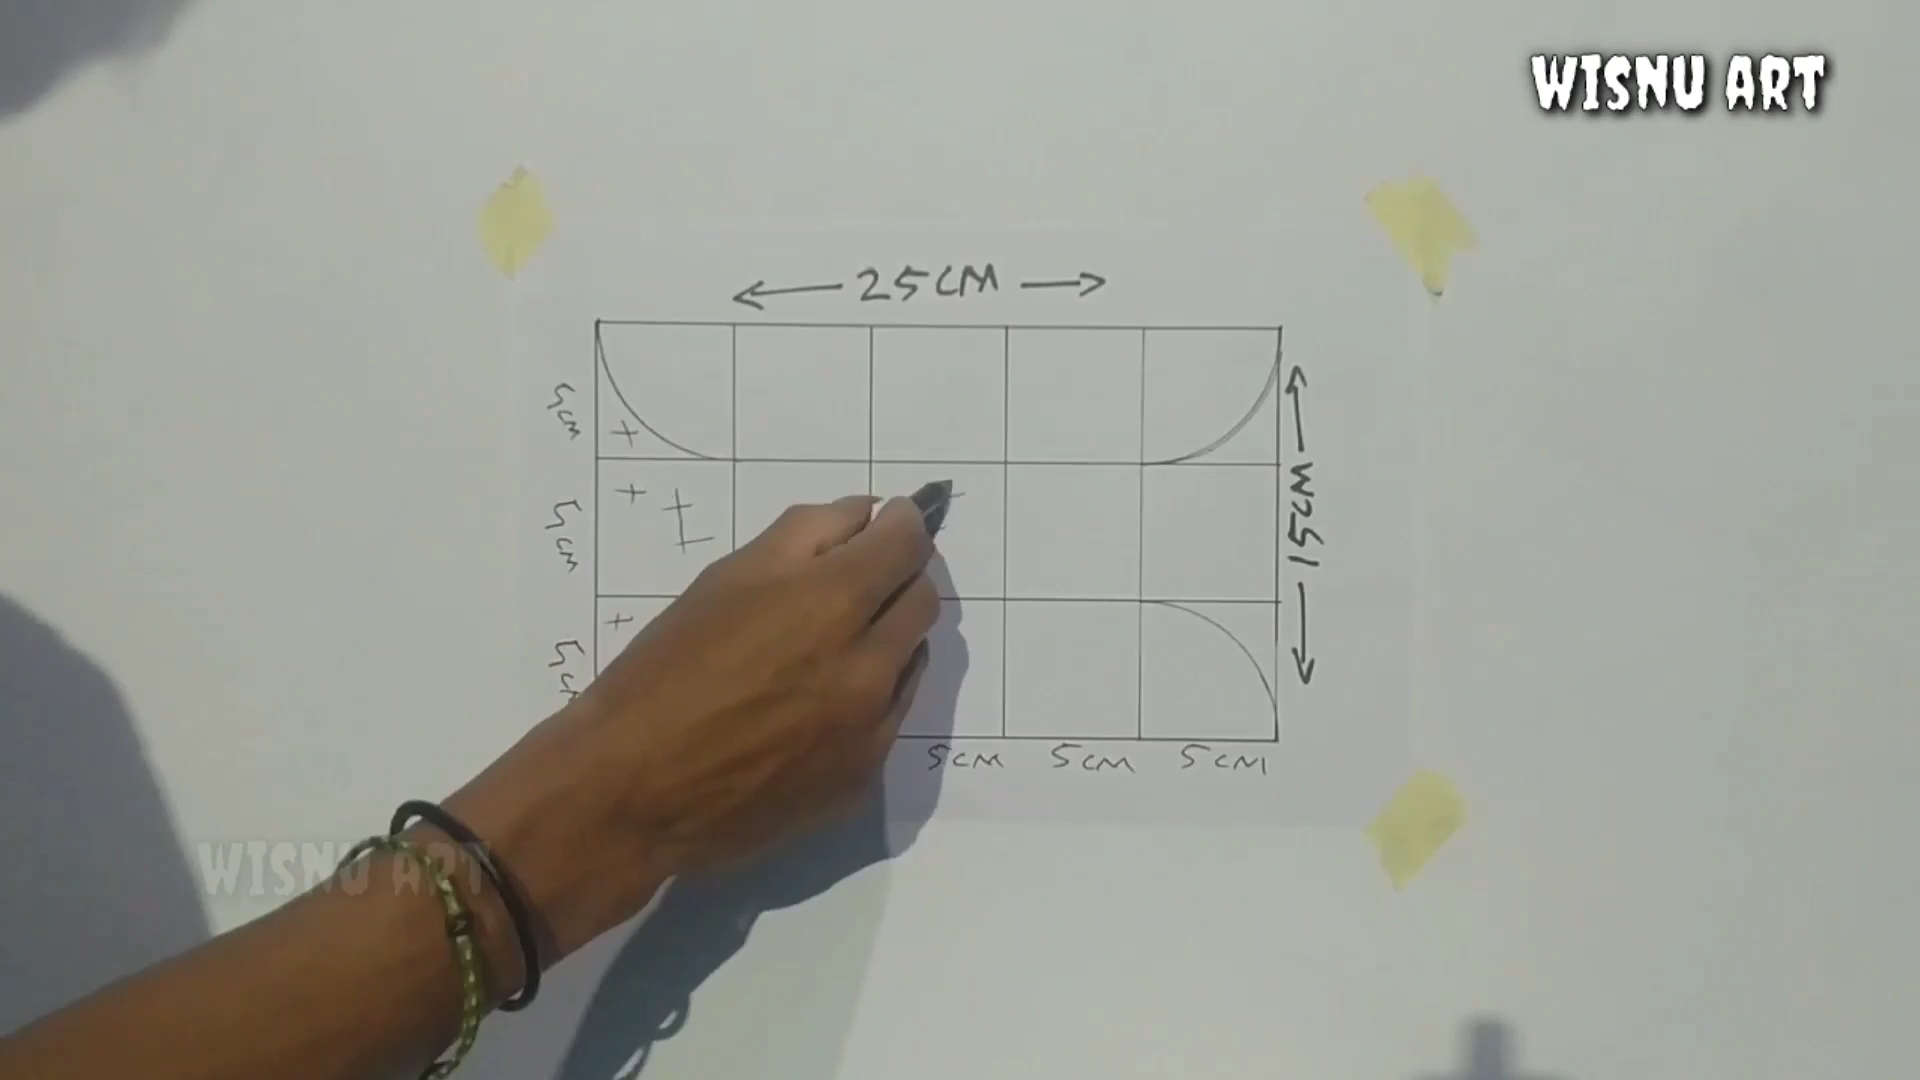 WISNU ART
25CM
5cm
+
+ +
5cm
+
15CM
5CM 5CM 5CM
WISNU ART